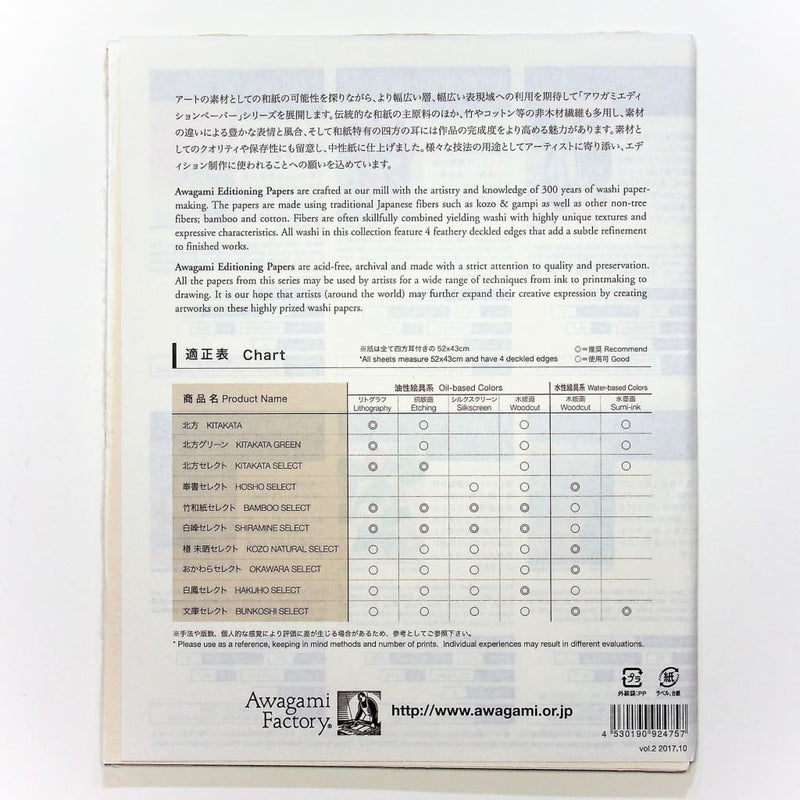 アートの素材としての和紙の可能性を探りながら、より幅広い層、幅広い表現域への利用を期待して「アワガミエディ
ションペーパー」シリーズを展開します。伝統的な和紙の主原料のほか、竹やコットン等の非木材繊維も多用し、素材
の違いによる豊かな表情と風合、そして和紙特有の四方の耳には作品の完成度をより高める魅力があります。素材と
してのクオリティや保存性にも留意し、中性紙に仕上げました。様々な技法の用途としてアーティストに寄り添い、エデ
ィション制作に使われることへの願いを込めています。
Awagami Editioning Papers are crafted at our mill with the artistry and knowledge of 300 years of washi paper-
making. The papers are made using traditional Japanese fibers such as kozo & gampi as well as other non-tree
fibers; bamboo and cotton. Fibers are often skillfully combined yielding washi with highly unique textures and
expressive characteristics. All washi in this collection feature 4 feathery deckled edges that add a subtle refinement
to finished works.
Awagami Editioning Papers are acid-free, archival and made with a strict attention to quality and preservation.
All the papers from this series may be used by artists for a wide range of techniques from ink to printmaking to
drawing. It is our hope that artists (around the world) may further expand their creative expression by creating
artworks on these highly prized washi papers.
適正表 Chart
※紙は全て四方耳付きの 52x43cm
*All sheets measure 52x43cm and have 4 deckled edges
◎=推奨 Recommend
○=使用可 Good
商品名 Product Name
油性絵具系 Oil-based Colors
水性絵具系 Water-based Colors
リトグラフ 銅版画 シルクスクリーン 木版画 木版画 水墨画
Lithography Etching Silkscreen Woodcut Woodcut Sumi-ink
北方 KITAKATA ◎ ○ ○ ○
北方グリーン KITAKATA GREEN ◎ ○ ○ ○
北方セレクト KITAKATA SELECT ◎ ◎ ○ ○
奉書セレクト HOSHO SELECT ○ ○ ◎
竹和紙セレクト BAMBOO SELECT ◎ ◎ ◎ ◎ ○
白峰セレクト SHIRAMINE SELECT ◎ ◎ ◎ ◎ ○
楮 未晒セレクト KOZO NATURAL SELECT ○ ○ ○ ○ ◎
おかわらセレクト OKAWARA SELECT ○ ○ ○ ○ ◎
白鳳セレクト HAKUHO SELECT ○ ○ ○ ◎ ○
文庫セレクト BUNKOSHI SELECT ○ ○ ○ ○ ◎ ◎
※手法や版数、個人的な感覚により評価に差が生じる場合があるため、参考としてご参照下さい。
* Please use as a reference, keeping in mind methods and number of prints. Individual experiences may result in different evaluations.
プラ
外装袋:PP
紙
ラベル、台紙
Awagami
Factory®
http://www.awagami.or.jp
4 530190 924757
vol.2 2017.10